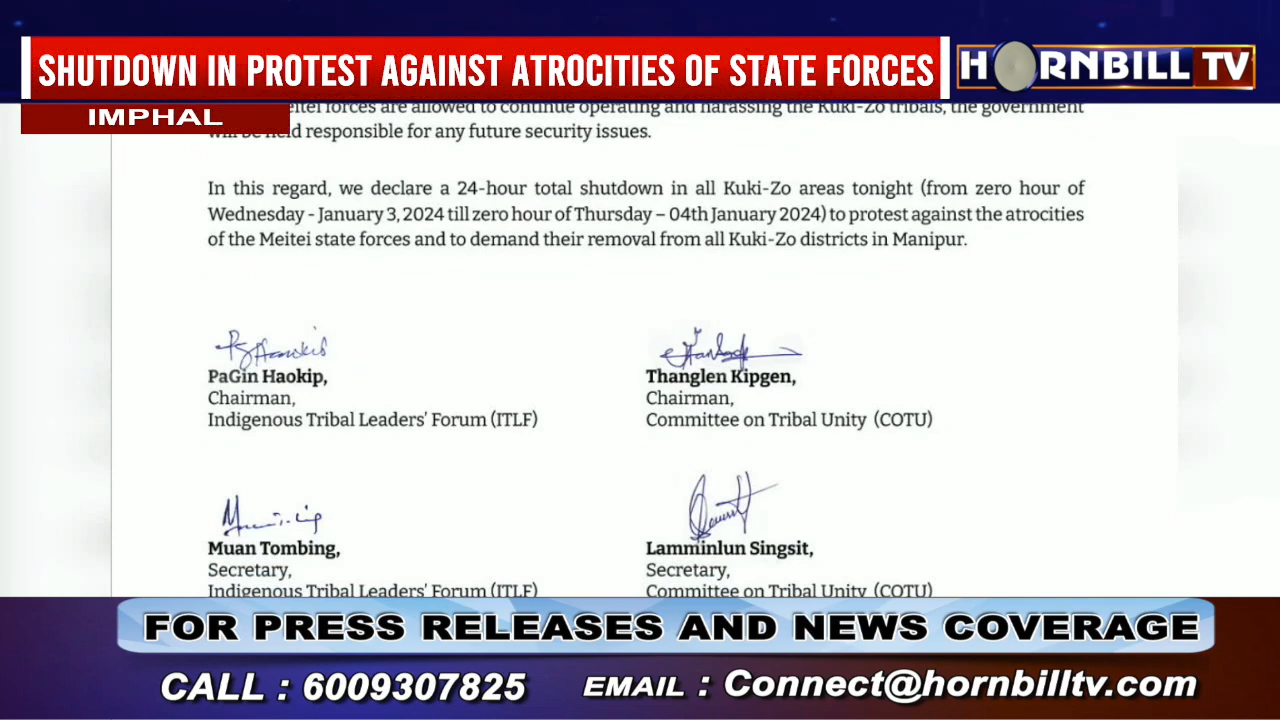 SHUTDOWN IN PROTEST AGAINST ATROCITIES OF STATE FORCES
HORNBILL TV
IMPHAL
forces are allowed to continue operating and harassing the Kuki-Zo tribals, the government
will be held responsible for any future security issues.
In this regard, we declare a 24-hour total shutdown in all Kuki-Zo areas tonight (from zero hour of
Wednesday - January 3, 2024 till zero hour of Thursday – 04th January 2024) to protest against the atrocities
of the Meitei state forces and to demand their removal from all Kuki-Zo districts in Manipur.
PaGin Haokip,
Chairman,
Indigenous Tribal Leaders’ Forum (ITLF)
Thanglen Kipgen,
Chairman,
Committee on Tribal Unity (COTU)
Muan Tombing,
Secretary,
Indigenous Tribal Leaders’ Forum (ITLF)
Lamminlun Singsit,
Secretary,
Committee on Tribal Unity (COTU)
FOR PRESS RELEASES AND NEWS COVERAGE
CALL : 6009307825
EMAIL : Connect@hornbilltv.com